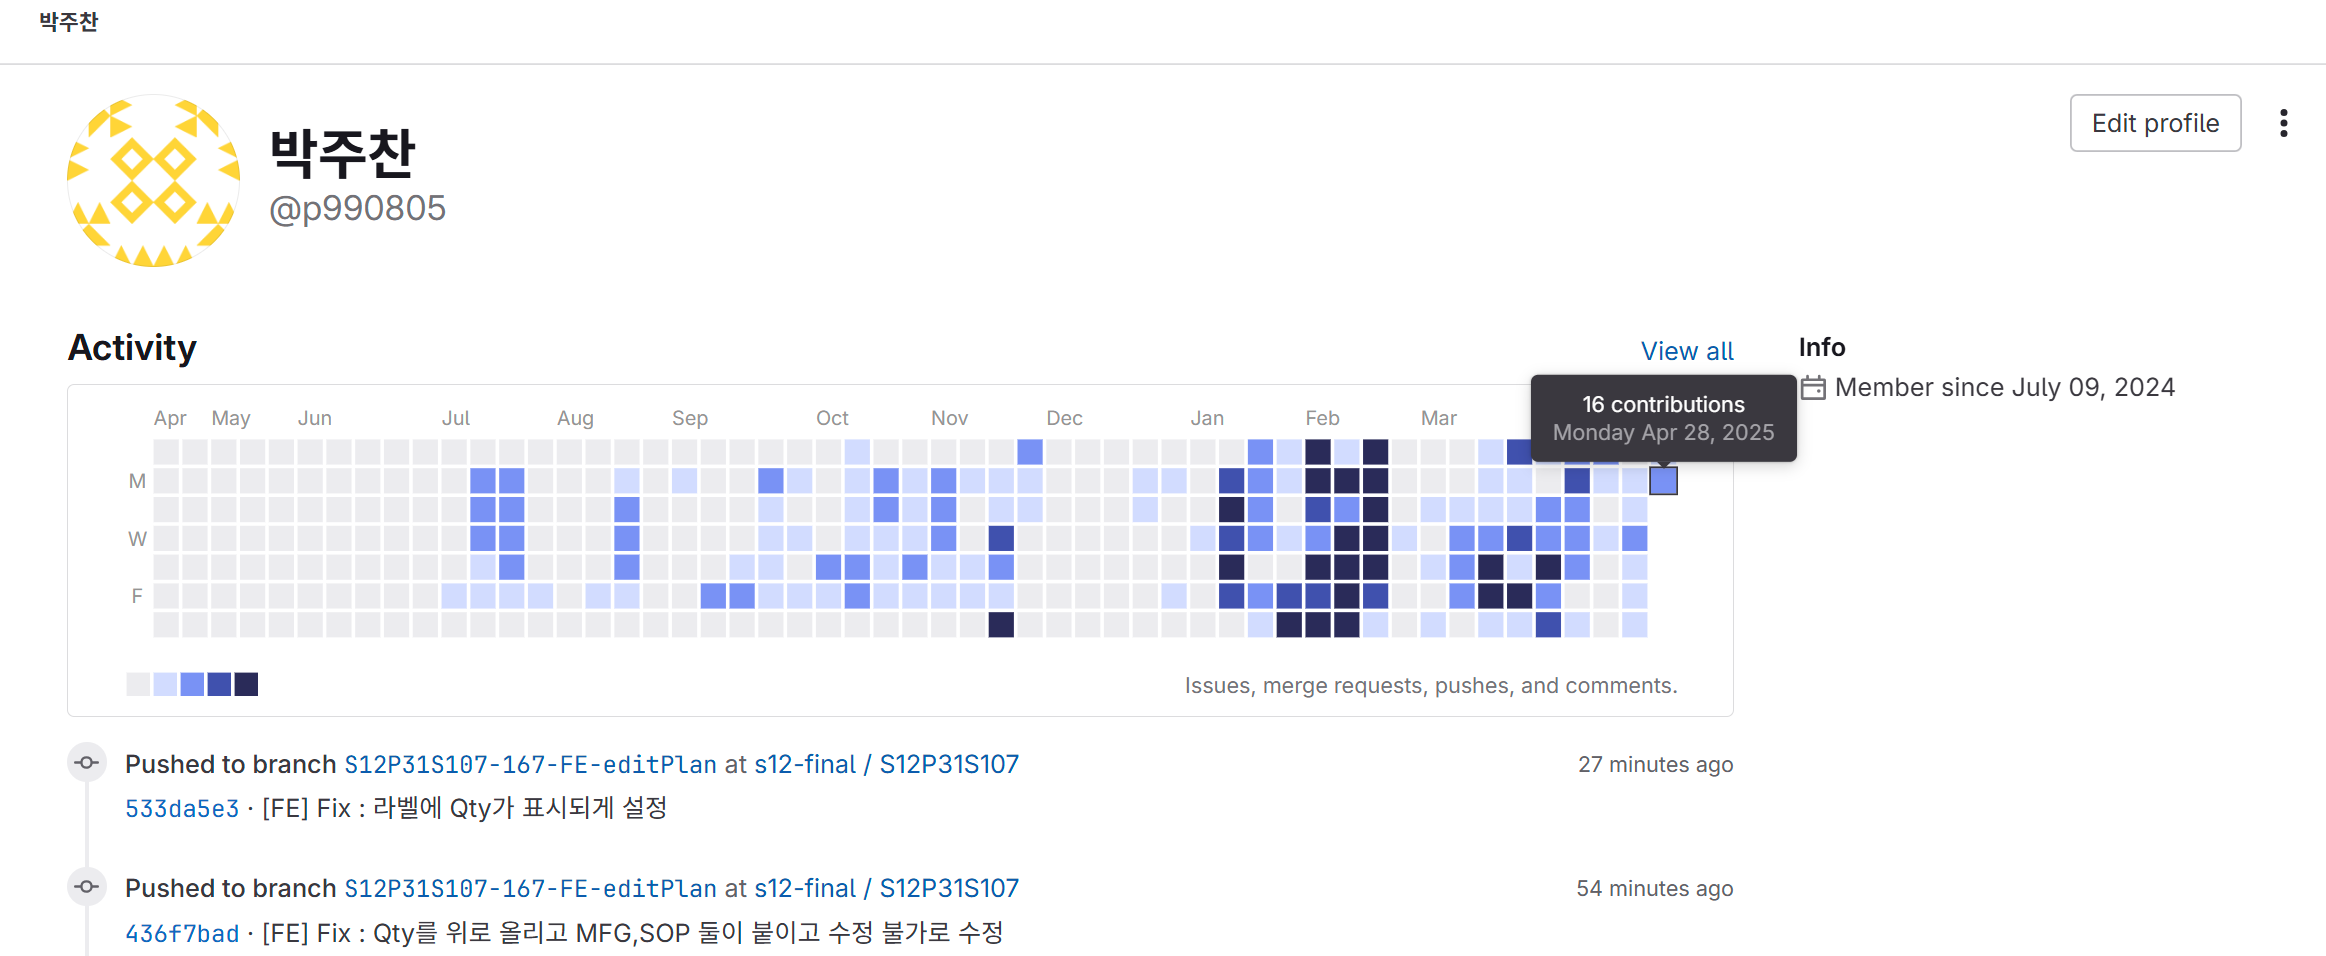 박주찬
Edit profile
박주찬
@p990805
Activity
View all
Info
Member since July 09, 2024
16 contributions
Monday Apr 28, 2025
Apr May Jun Jul Aug Sep Oct Nov Dec Jan Feb Mar
M
W
F
Issues, merge requests, pushes, and comments.
Pushed to branch S12P31S107-167-FE-editPlan at s12-final / S12P31S107 27 minutes ago
533da5e3 · [FE] Fix : 라벨에 Qty가 표시되게 설정
Pushed to branch S12P31S107-167-FE-editPlan at s12-final / S12P31S107 54 minutes ago
436f7bad · [FE] Fix : Qty를 위로 올리고 MFG,SOP 둘이 붙이고 수정 불가로 수정